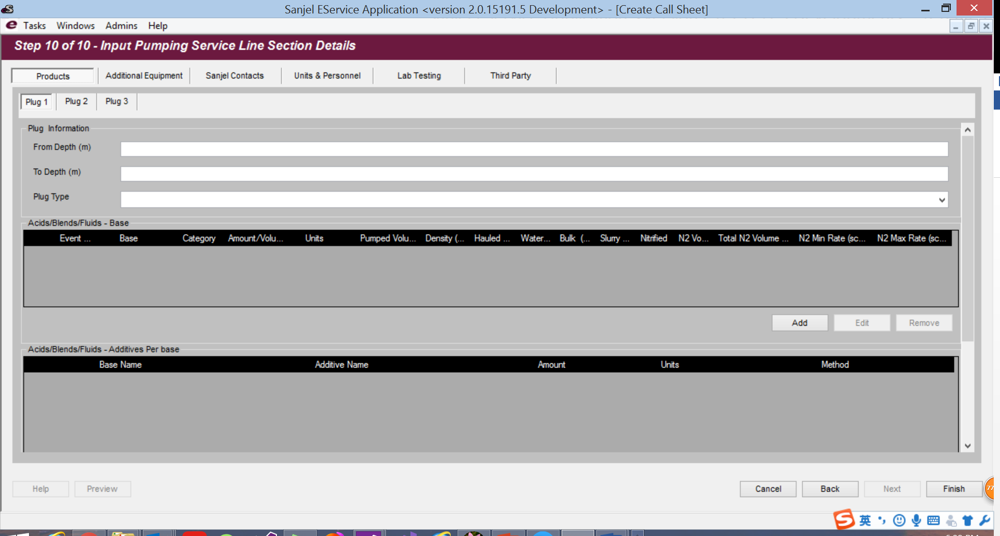 Sanjel EService Application <version 2.0.15191.5 Development> - [Create Call Sheet]
Tasks Windows Admins Help
Step 10 of 10 - Input Pumping Service Line Section Details
Products Additional Equipment Sanjel Contacts Units & Personnel Lab Testing Third Party
Plug 1 Plug 2 Plug 3
Plug Information
From Depth (m)
To Depth (m)
Plug Type
Acids/Blends/Fluids - Base
Event ... Base Category Amount/Volu... Units Pumped Volu... Density (... Hauled ... Water... Bulk (... Slurry ... Nitrified N2 Vo... Total N2 Volume ... N2 Min Rate (sc... N2 Max Rate (sc...
Add Edit Remove
Acids/Blends/Fluids - Additives Per base
Base Name Additive Name Amount Units Method
Help Preview Cancel Back Next Finish
77
英